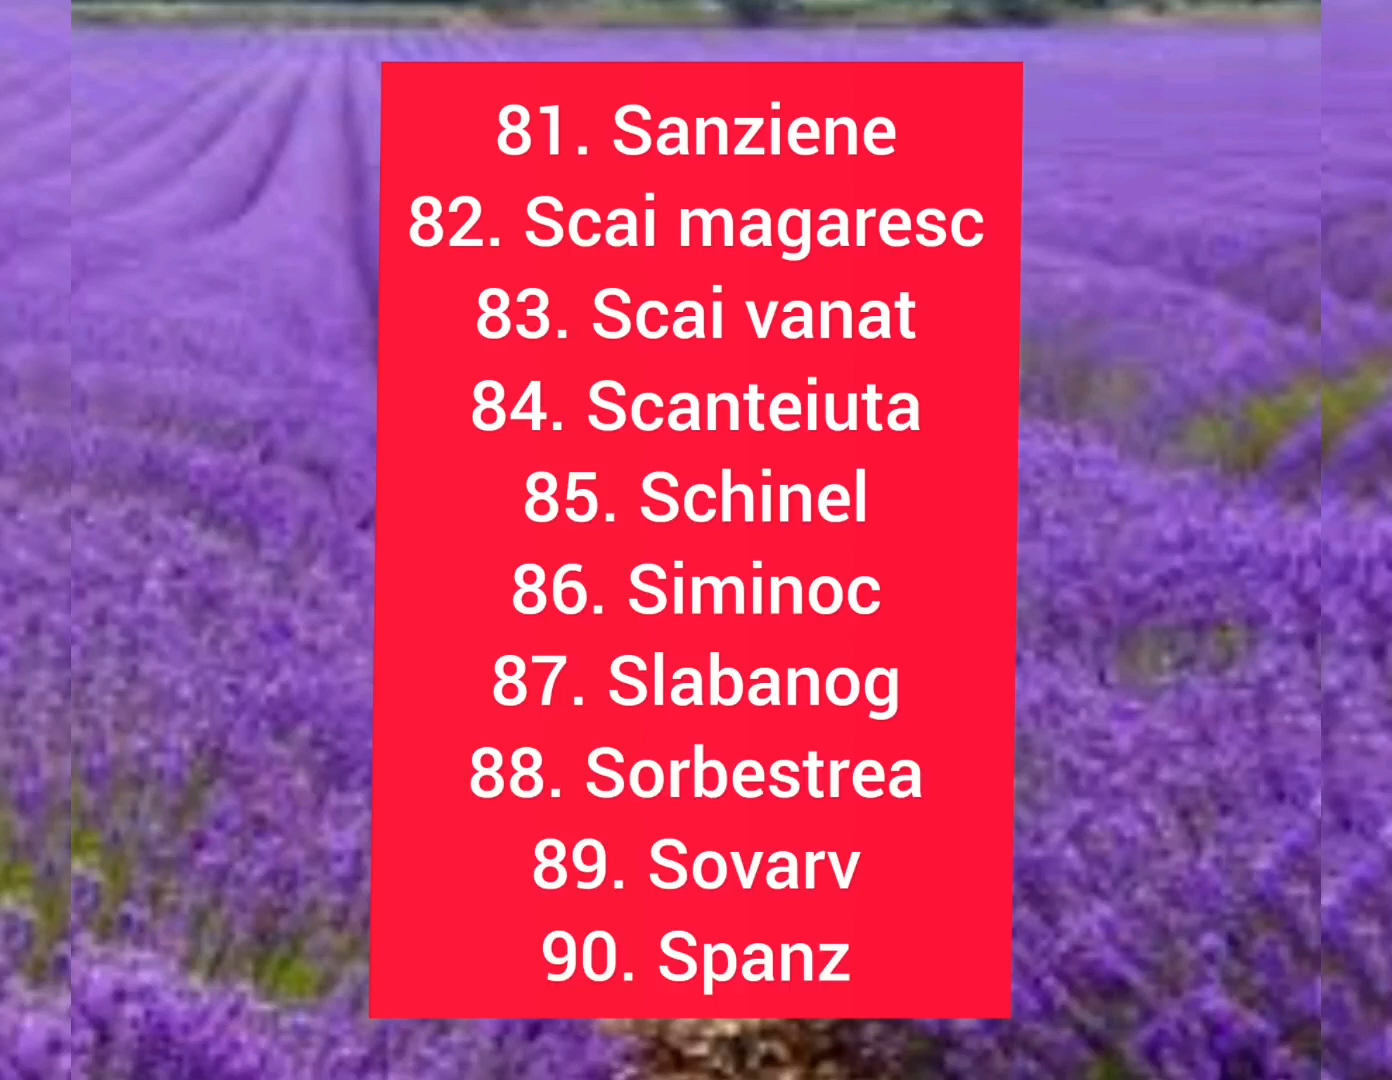 81. Sanziene
82. Scai magaresc
83. Scai vanat
84. Scanteiuta
85. Schinel
86. Siminoc
87. Slabanog
88. Sorbestrea
89. Sovarv
90. Spanz